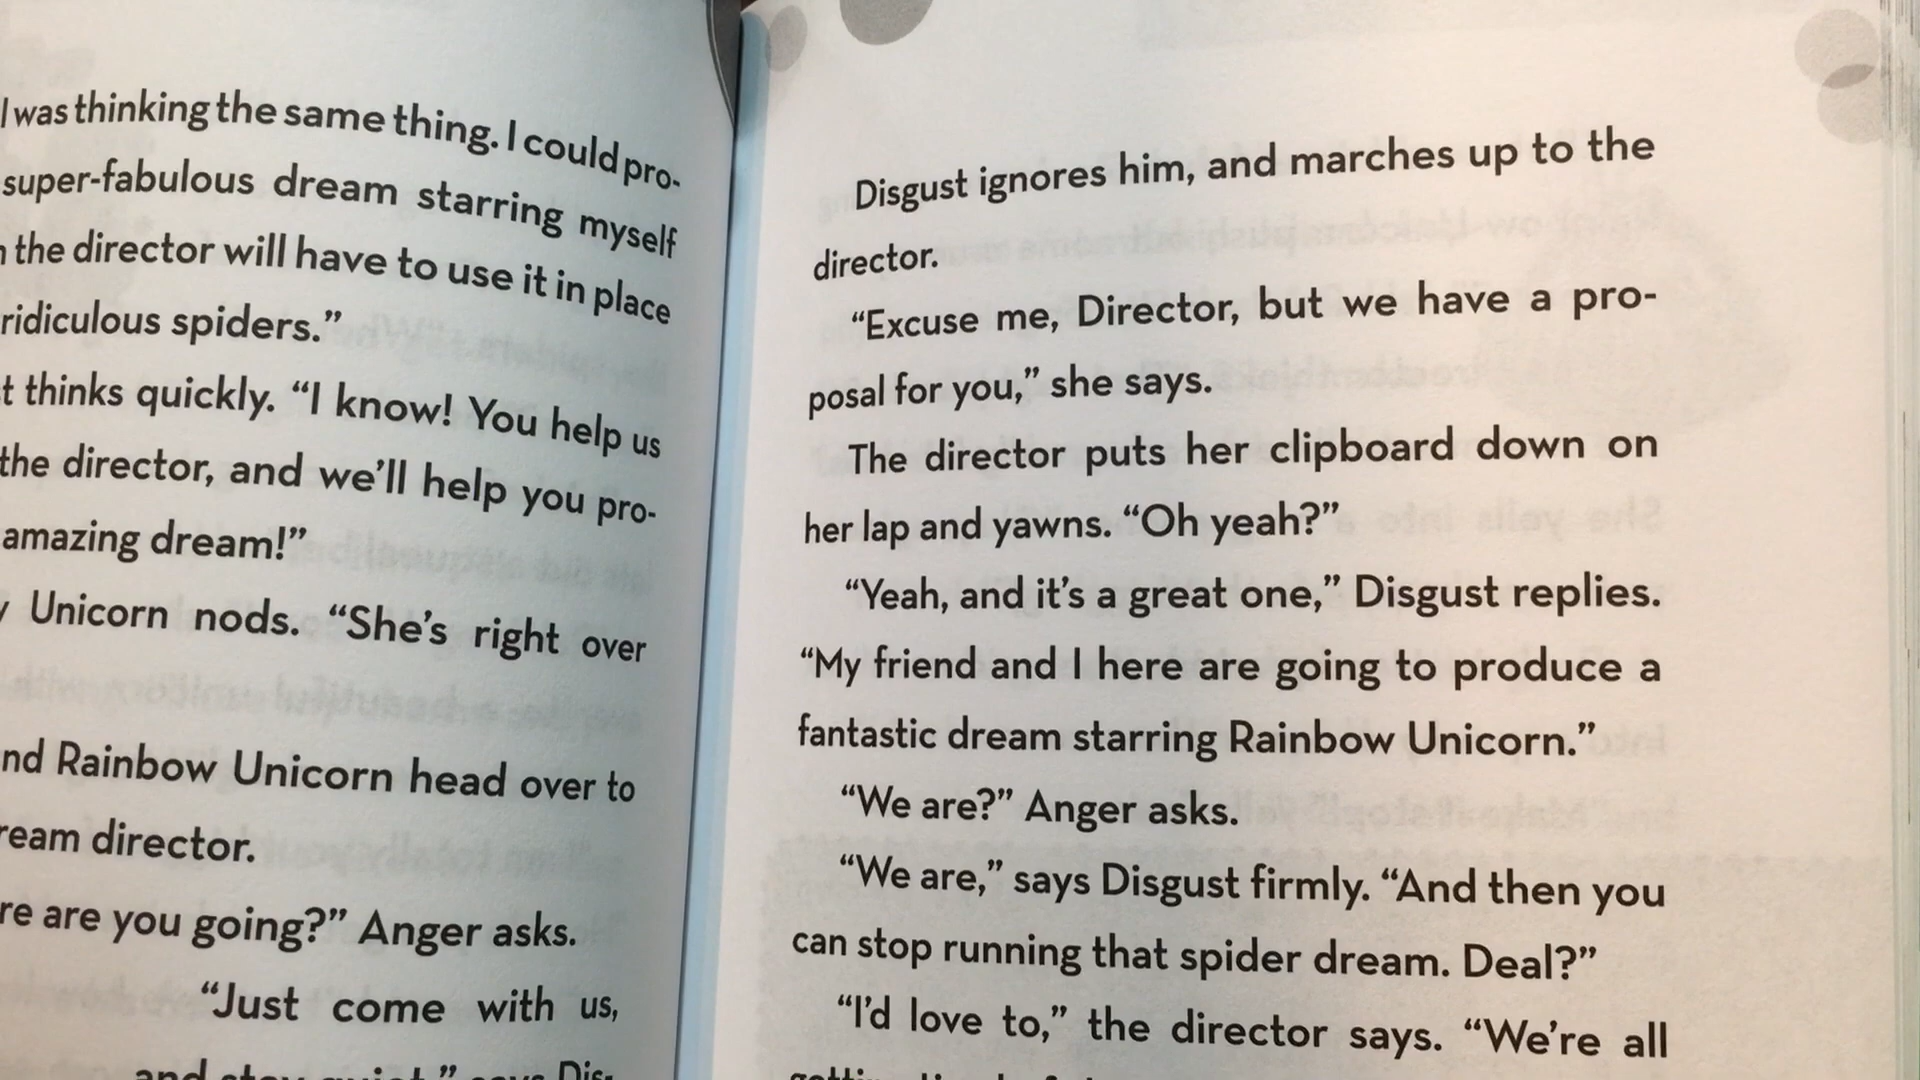 I was thinking the same thing. I could pro-
super-fabulous dream starring myself
the director will have to use it in place
ridiculous spiders.”
thinks quickly. “I know! You help us
the director, and we’ll help you pro-
amazing dream!”
Unicorn nods. “She’s right over
Rainbow Unicorn head over to
director.
are you going?” Anger asks.
“Just come with us,
and stay quiet,” says Dis-
Disgust ignores him, and marches up to the
director.
“Excuse me, Director, but we have a pro-
posal for you,” she says.
The director puts her clipboard down on
her lap and yawns. “Oh yeah?”
“Yeah, and it’s a great one,” Disgust replies.
“My friend and I here are going to produce a
fantastic dream starring Rainbow Unicorn.”
“We are?” Anger asks.
“We are,” says Disgust firmly. “And then you
can stop running that spider dream. Deal?”
“I’d love to,” the director says. “We’re all